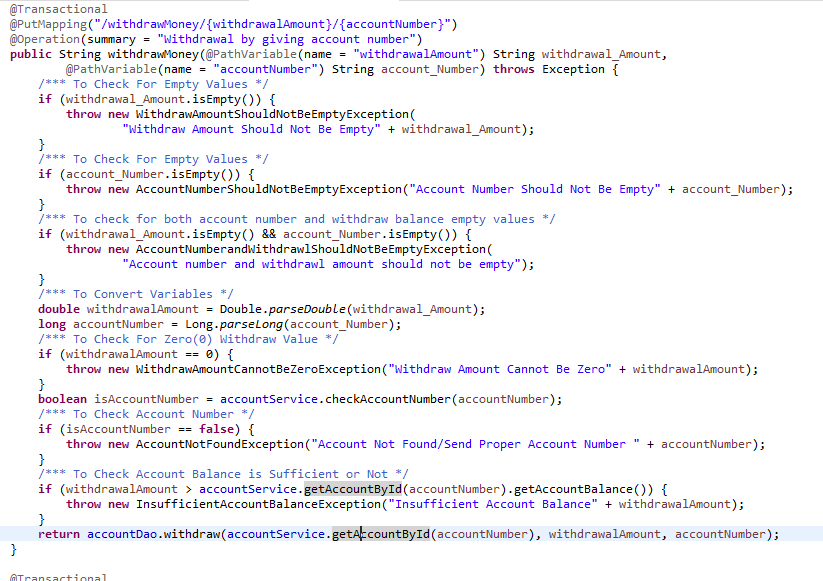 @Transactional
@PutMapping("/withdrawMoney/{withdrawalAmount}/{accountNumber}")
@Operation(summary = "Withdrawal by giving account number")
public String withdrawMoney(@PathVariable(name = "withdrawalAmount") String withdrawal_Amount,
@PathVariable(name = "accountNumber") String account_Number) throws Exception {
/*** To Check For Empty Values */
if (withdrawal_Amount.isEmpty()) {
throw new WithdrawAmountShouldNotBeEmptyException(
"Withdraw Amount Should Not Be Empty" + withdrawal_Amount);
}
/*** To Check For Empty Values */
if (account_Number.isEmpty()) {
throw new AccountNumberShouldNotBeEmptyException("Account Number Should Not Be Empty" + account_Number);
}
/*** To check for both account number and withdraw balance empty values */
if (withdrawal_Amount.isEmpty() && account_Number.isEmpty()) {
throw new AccountNumberandWithdrawlShouldNotBeEmptyException(
"Account number and withdrawl amount should not be empty");
}
/*** To Convert Variables */
double withdrawalAmount = Double.parseDouble(withdrawal_Amount);
long accountNumber = Long.parseLong(account_Number);
/*** To Check For Zero(0) Withdraw Value */
if (withdrawalAmount == 0) {
throw new WithdrawAmountCannotBeZeroException("Withdraw Amount Cannot Be Zero" + withdrawalAmount);
}
boolean isAccountNumber = accountService.checkAccountNumber(accountNumber);
/*** To Check Account Number */
if (isAccountNumber == false) {
throw new AccountNotFoundException("Account Not Found/Send Proper Account Number " + accountNumber);
}
/*** To Check Account Balance is Sufficient or Not */
if (withdrawalAmount > accountService.getAccountById(accountNumber).getAccountBalance()) {
throw new InsufficientAccountBalanceException("Insufficient Account Balance" + withdrawalAmount);
}
return accountDao.withdraw(accountService.getAccountById(accountNumber), withdrawalAmount, accountNumber);
}
@Transactional